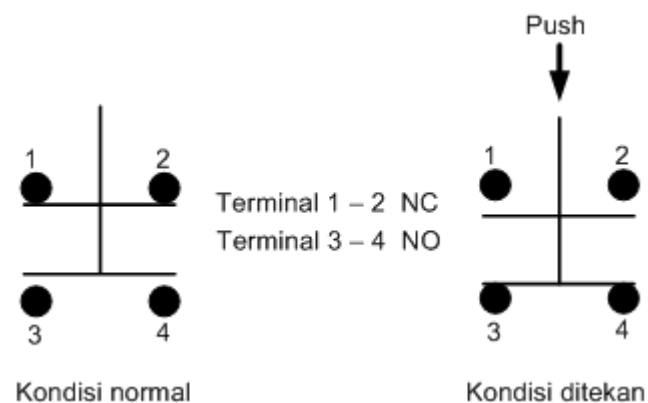 Push
1 2
1 2
Terminal 1 – 2 NC
Terminal 3 – 4 NO
3 4
3 4
Kondisi normal
Kondisi ditekan